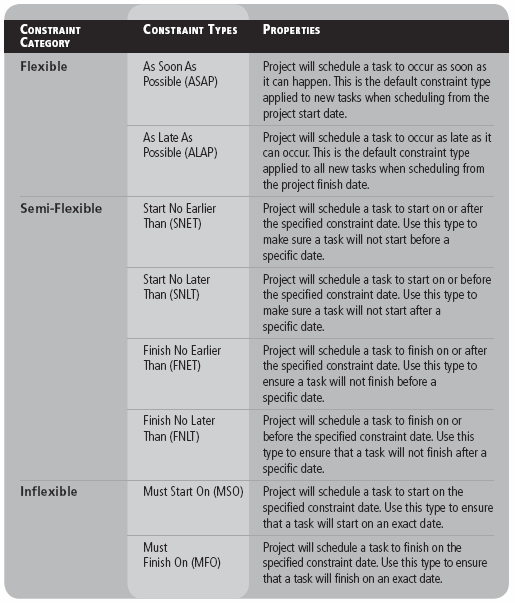 CONSTRAINT CATEGORY
CONSTRAINT TYPES
PROPERTIES
Flexible
As Soon As
Possible (ASAP)
Project will schedule a task to occur as soon as
it can happen. This is the default constraint type
applied to new tasks when scheduling from the
project start date.
As Late As
Possible (ALAP)
Project will schedule a task to occur as late as it
can occur. This is the default constraint type
applied to all new tasks when scheduling from
the project finish date.
Semi-Flexible
Start No Earlier
Than (SNET)
Project will schedule a task to start on or after
the specified constraint date. Use this type to
make sure a task will not start before a
specific date.
Start No Later
Than (SNLT)
Project will schedule a task to start on or before
the specified constraint date. Use this type to
make sure a task will not start after a
specific date.
Finish No Earlier
Than (FNET)
Project will schedule a task to finish on or after
the specified constraint date. Use this type to
ensure a task will not finish before a
specific date.
Finish No Later
Than (FNLT)
Project will schedule a task to finish on or
before the specified constraint date. Use this
type to ensure that a task will not finish after a
specific date.
Inflexible
Must Start On (MSO)
Project will schedule a task to start on the
specified constraint date. Use this type to ensure
that a task will start on an exact date.
Must
Finish On (MFO)
Project will schedule a task to finish on the
specified constraint date. Use this type to ensure
that a task will finish on an exact date.